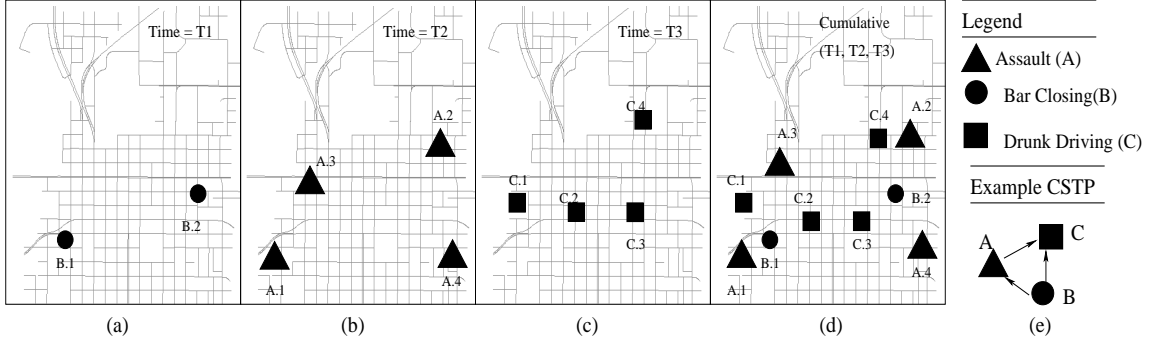 Time = T1
B.2
B.1
(a)
Time = T2
A.2
A.3
A.1
A.4
(b)
Time = T3
C.4
C.1
C.2
C.3
(c)
Cumulative
(T1, T2, T3)
C.4
A.2
A.3
C.1
C.2
B.2
C.3
B.1
A.4
A.1
(d)
Legend
Assault (A)
Bar Closing(B)
Drunk Driving (C)
Example CSTP
A
C
B
(e)